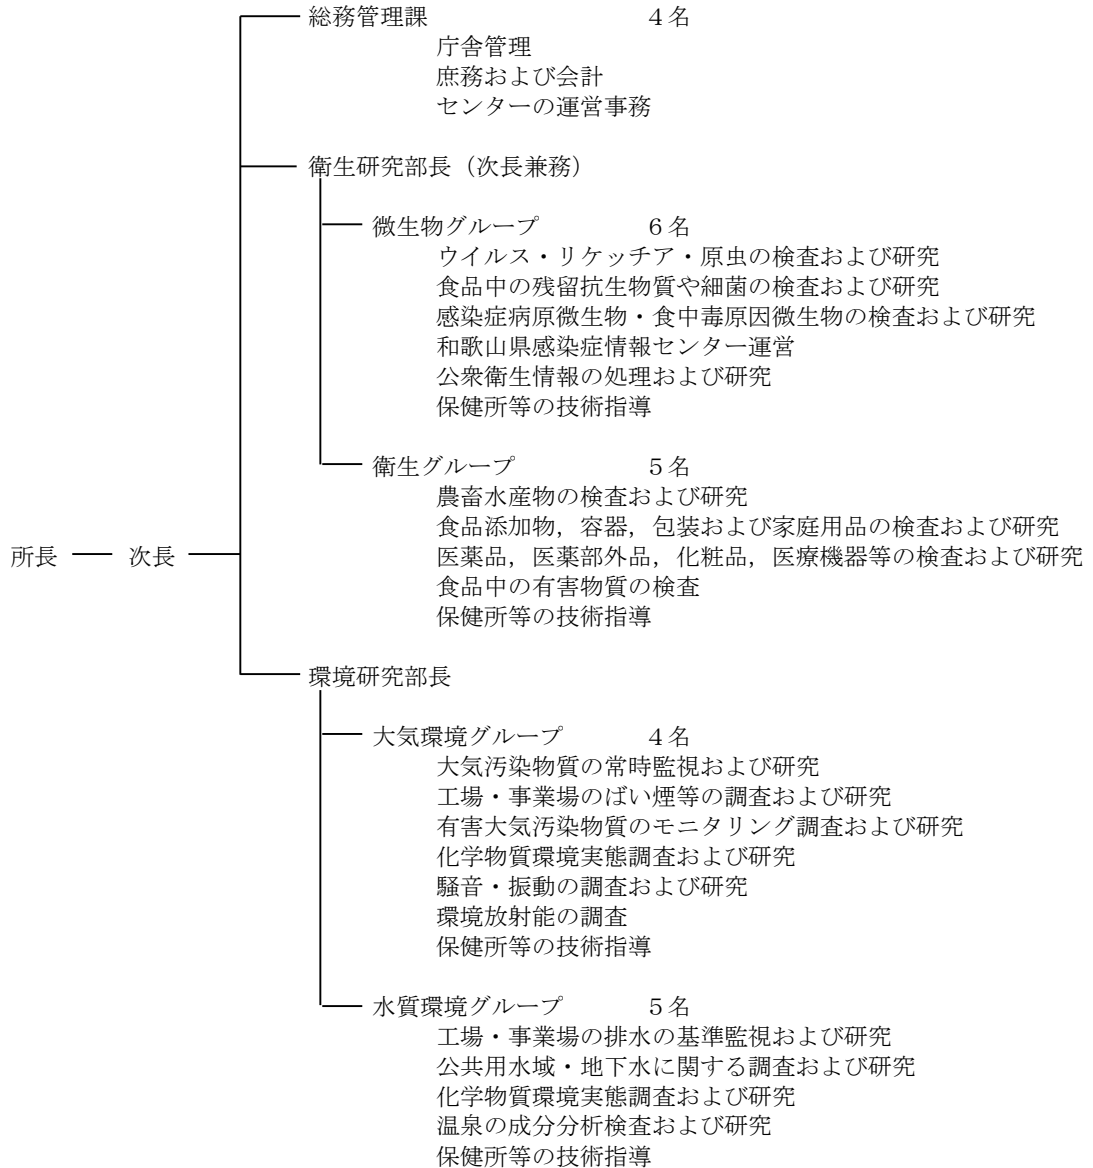 総務管理課 ４名
庁舎管理
庶務および会計
センターの運営事務
衛生研究部長（次長兼務）
微生物グループ ６名
ウイルス・リケッチア・原虫の検査および研究
食品中の残留抗生物質や細菌の検査および研究
感染症病原微生物・食中毒原因微生物の検査および研究
和歌山県感染症情報センター運営
公衆衛生情報の処理および研究
保健所等の技術指導
衛生グループ ５名
農畜水産物の検査および研究
食品添加物，容器，包装および家庭用品の検査および研究
所長 次長
医薬品，医薬部外品，化粧品，医療機器等の検査および研究
食品中の有害物質の検査
保健所等の技術指導
環境研究部長
大気環境グループ ４名
大気汚染物質の常時監視および研究
工場・事業場のばい煙等の調査および研究
有害大気汚染物質のモニタリング調査および研究
化学物質環境実態調査および研究
騒音・振動の調査および研究
環境放射能の調査
保健所等の技術指導
水質環境グループ ５名
工場・事業場の排水の基準監視および研究
公共用水域・地下水に関する調査および研究
化学物質環境実態調査および研究
温泉の成分分析検査および研究
保健所等の技術指導